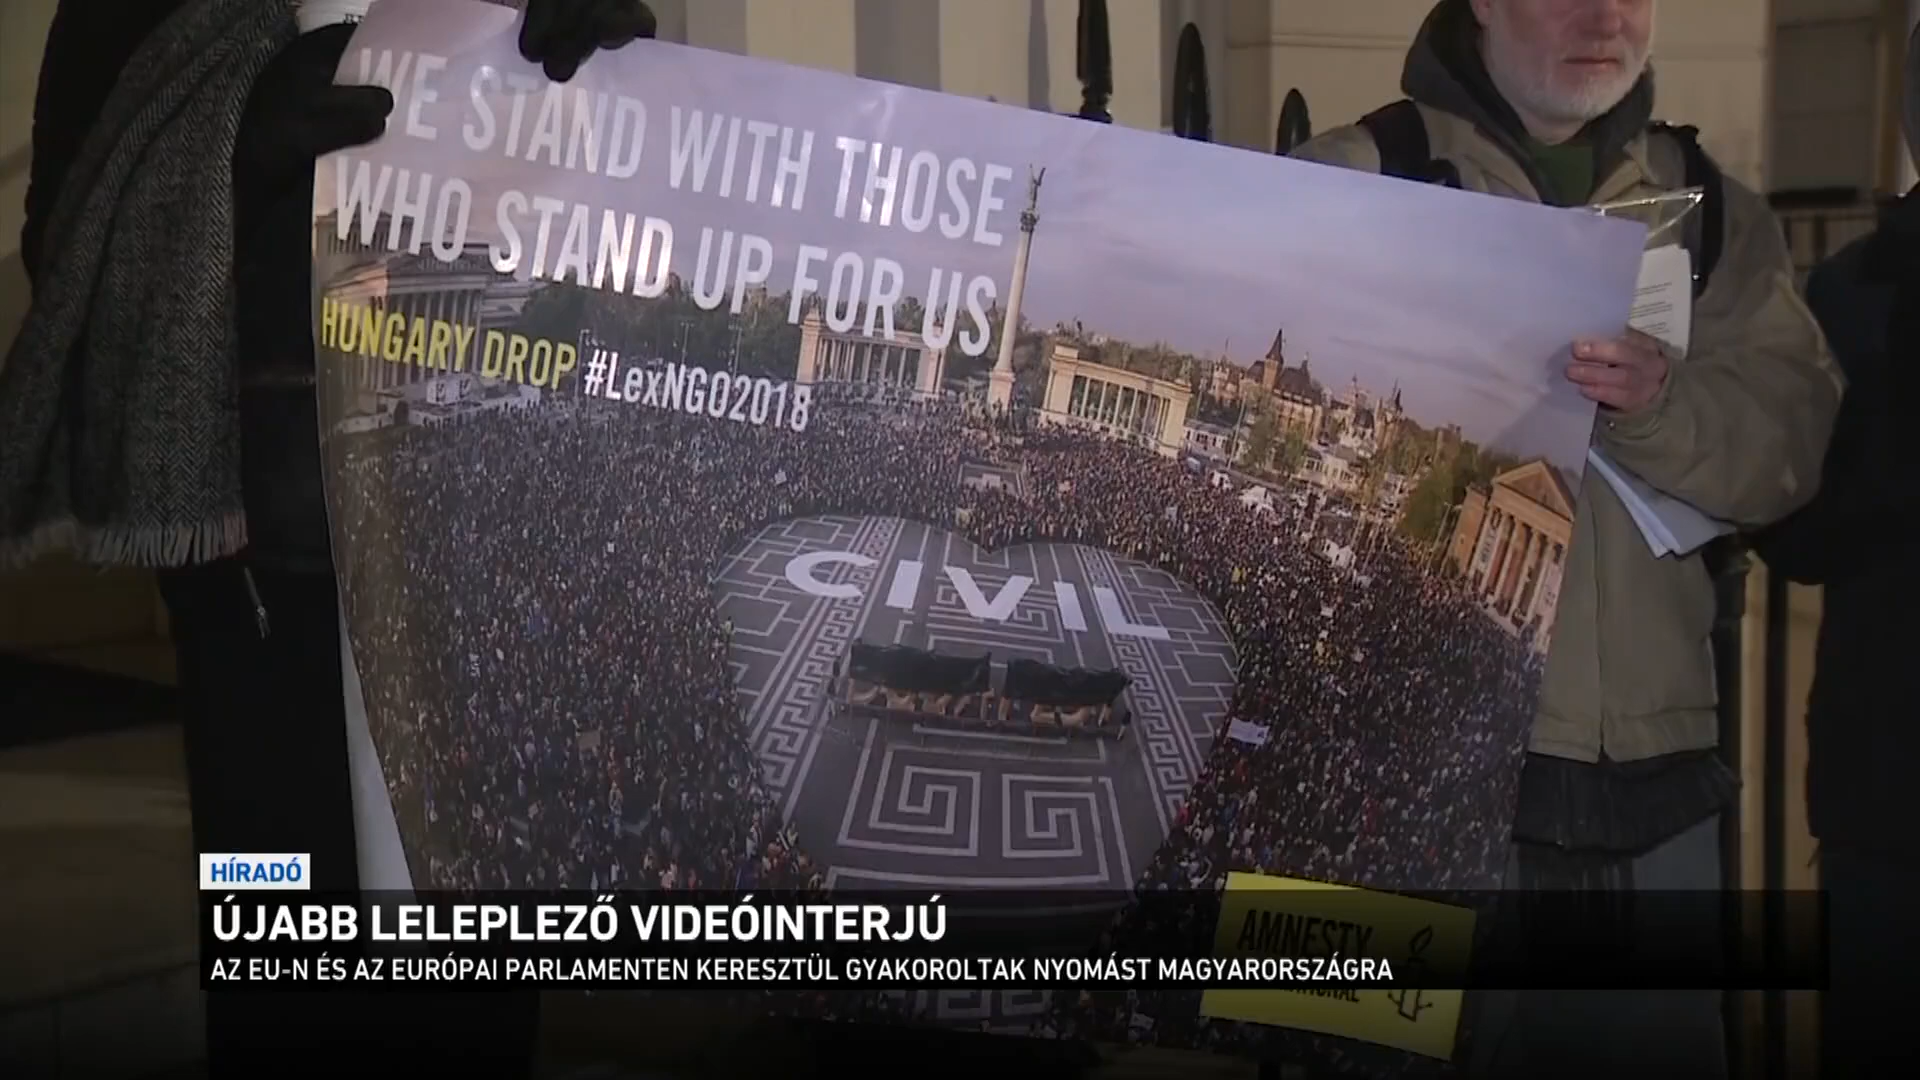 WE STAND WITH THOSE
WHO STAND UP FOR US
HUNGARY DROP #LexNGO2018
CIVIL
AMNESTY
HÍRADÓ
ÚJABB LELEPLEZŐ VIDEÓINTERJÚ
AZ EU-N ÉS AZ EURÓPAI PARLAMENTEN KERESZTÜL GYAKOROLTAK NYOMÁST MAGYARORSZÁGRA